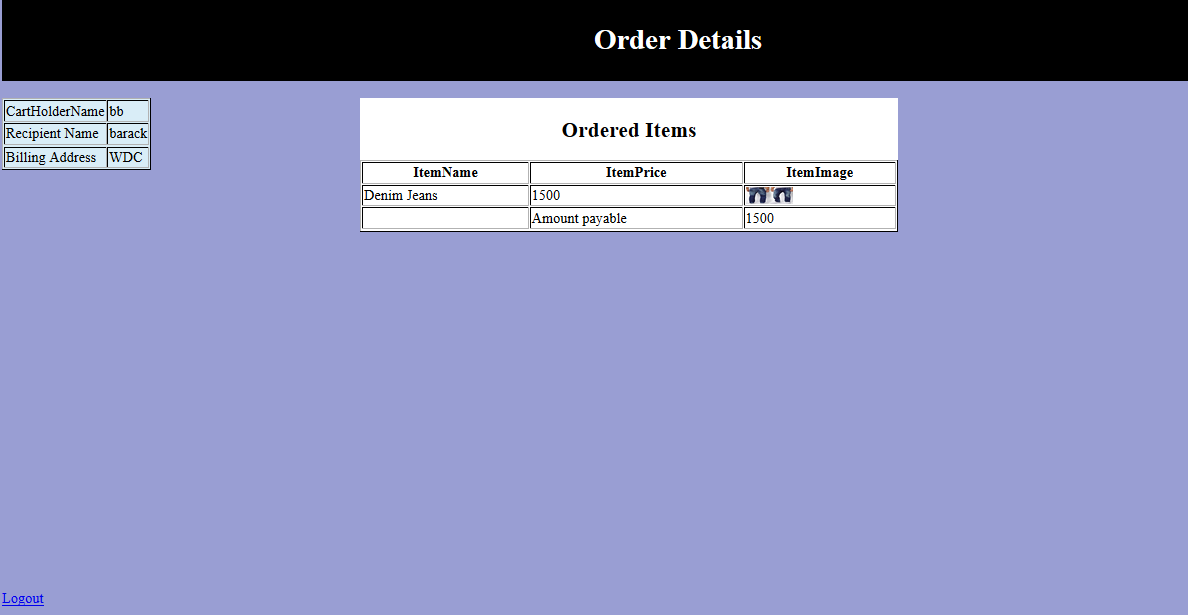 Order Details
CartHolderName bb
Recipient Name barack
Billing Address WDC
Ordered Items
ItemName ItemPrice ItemImage
Denim Jeans 1500
Amount payable 1500
Logout